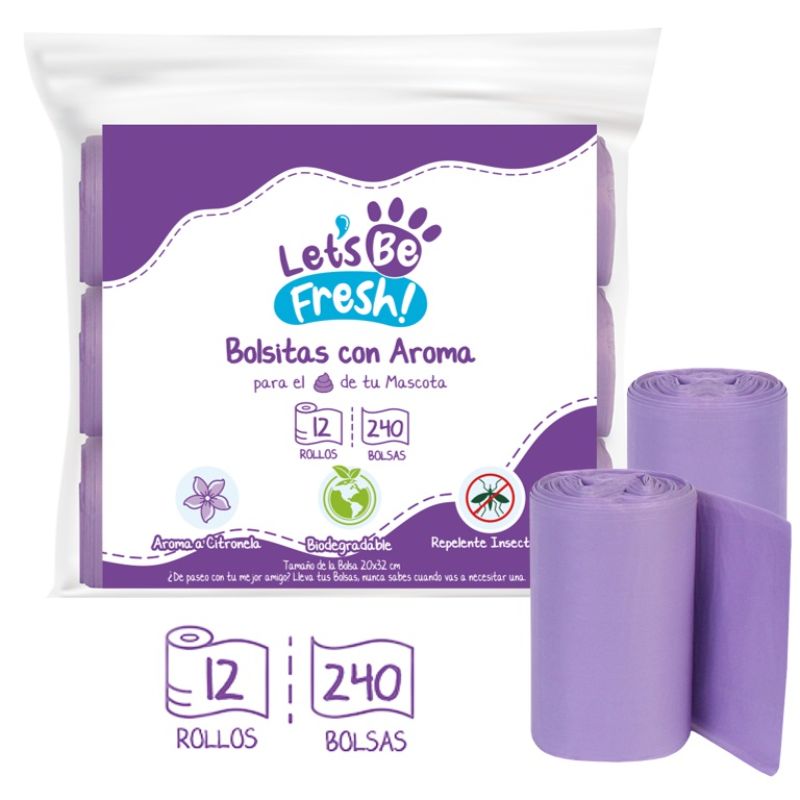 Let's Be
Fresh!
Bolsitas con Aroma
para el de tu Mascota
12
ROLLOS
240
BOLSAS
Aroma a Citronela
Biodegradable
Repelente Insect
Tamaño de la Bolsa 20x32 cm
¿De paseo con tu mejor amigo? Lleva tus Bolsas, nunca sabes cuando vas a necesitar una.
12
ROLLOS
240
BOLSAS